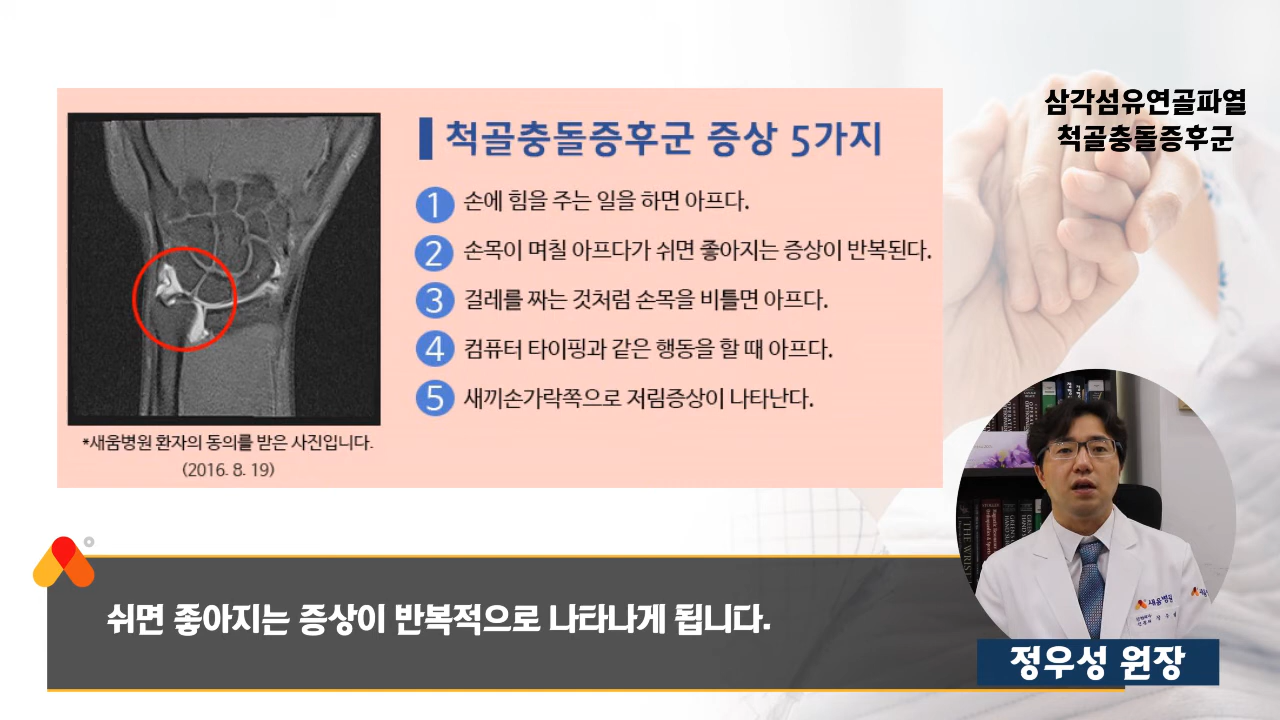 삼각섬유연골파열
척골충돌증후군
척골충돌증후군 증상 5가지
1 손에 힘을 주는 일을 하면 아프다.
2 손목이 며칠 아프다가 쉬면 좋아지는 증상이 반복된다.
3 걸레를 짜는 것처럼 손목을 비틀면 아프다.
4 컴퓨터 타이핑과 같은 행동을 할 때 아프다.
5 새끼손가락쪽으로 저림증상이 나타난다.
*새움병원 환자의 동의를 받은 사진입니다.
(2016. 8. 19)
쉬면 좋아지는 증상이 반복적으로 나타나게 됩니다.
THE WRIST
새움병원
정우성 원장